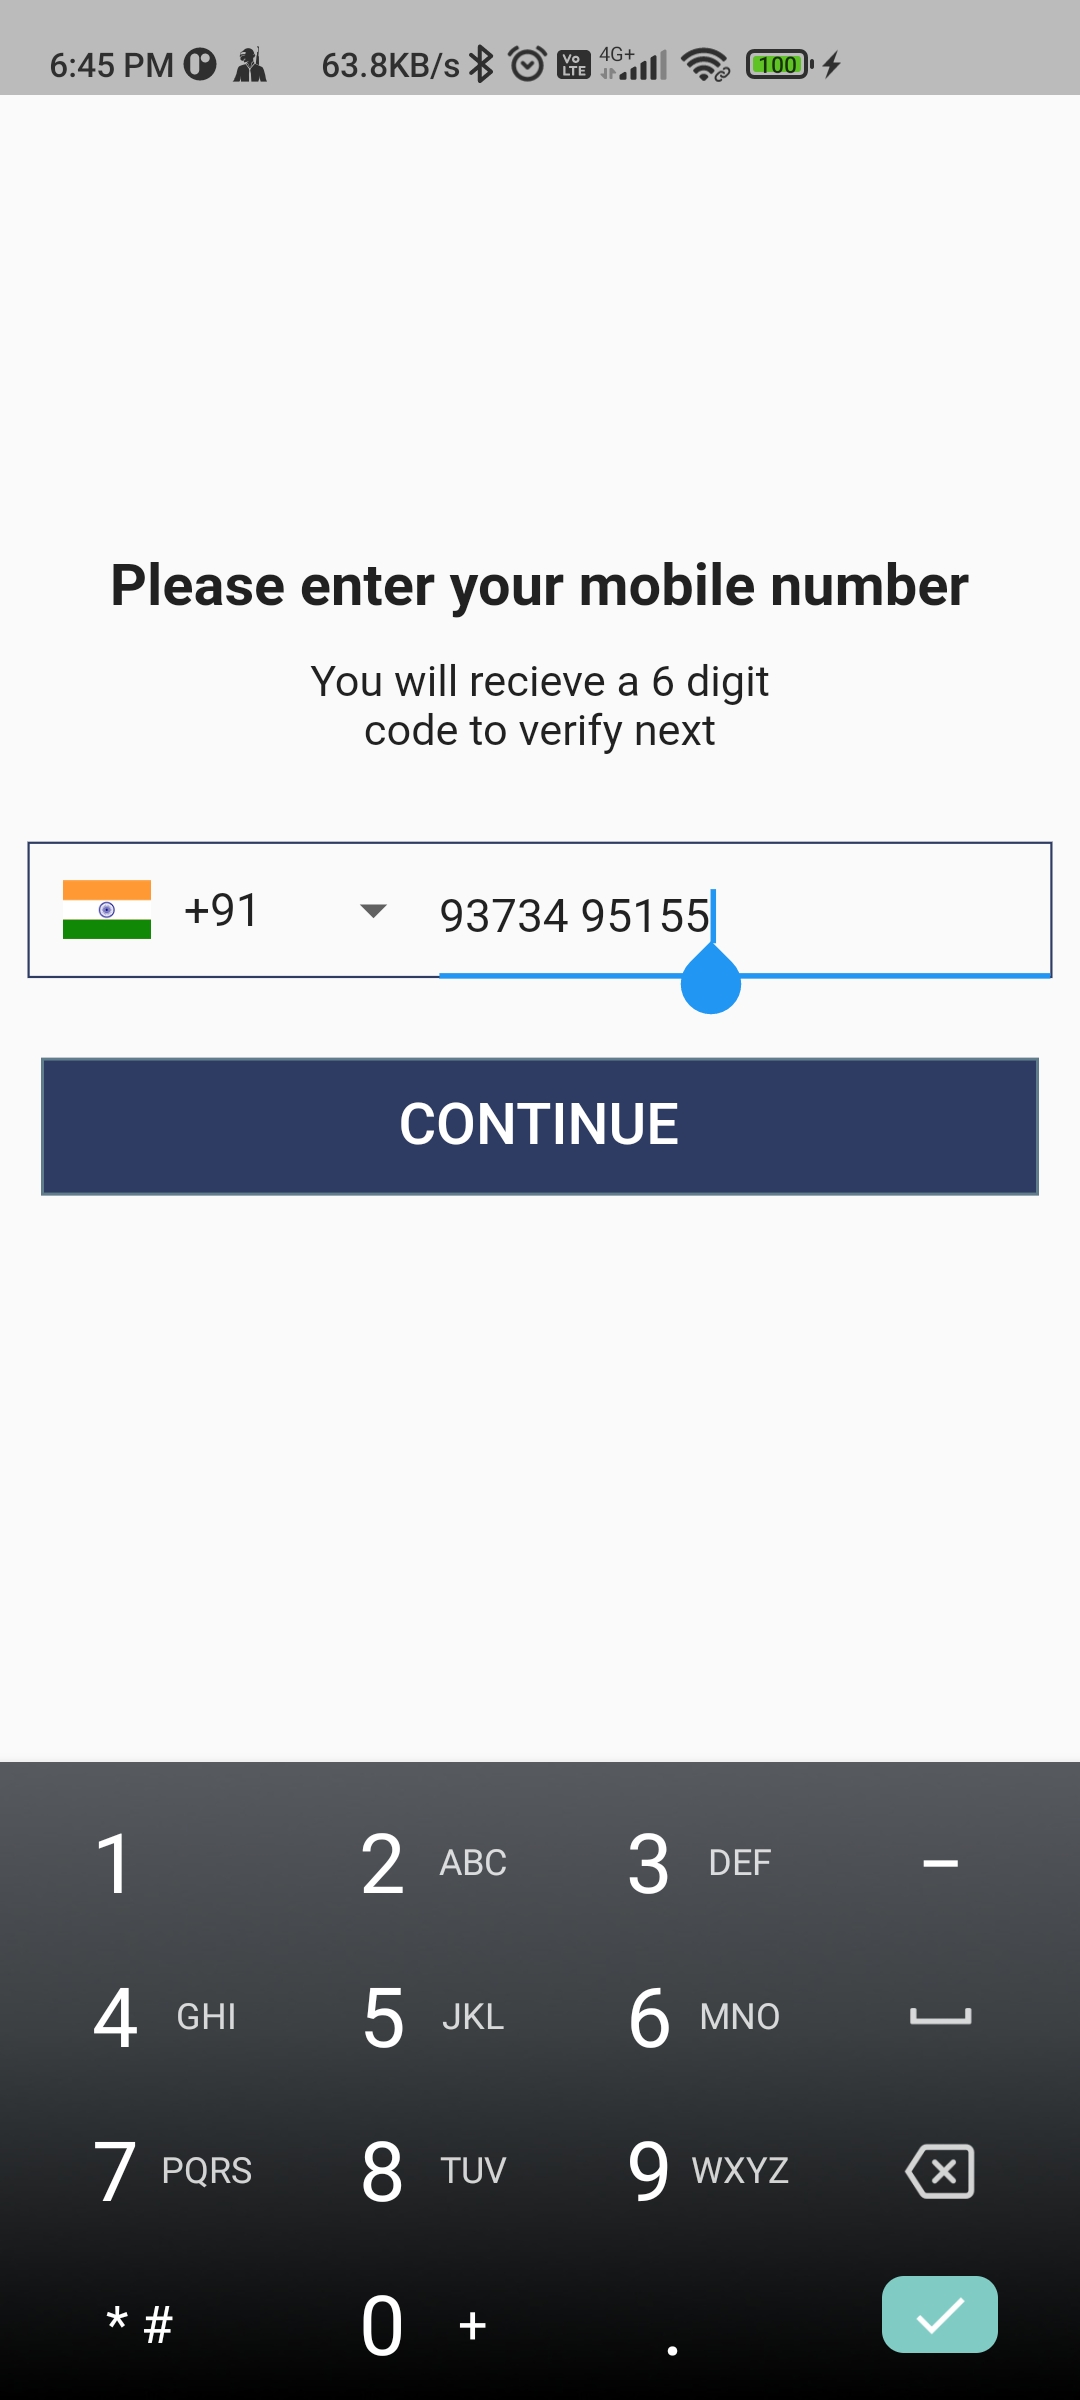 6:45 PM 63.8KB/s Vo LTE 4G+ 100
Please enter your mobile number
You will recieve a 6 digit
code to verify next
+91 93734 95155
CONTINUE
1 2 ABC 3 DEF –
4 GHI 5 JKL 6 MNO
7 PQRS 8 TUV 9 WXYZ
* # 0 + .